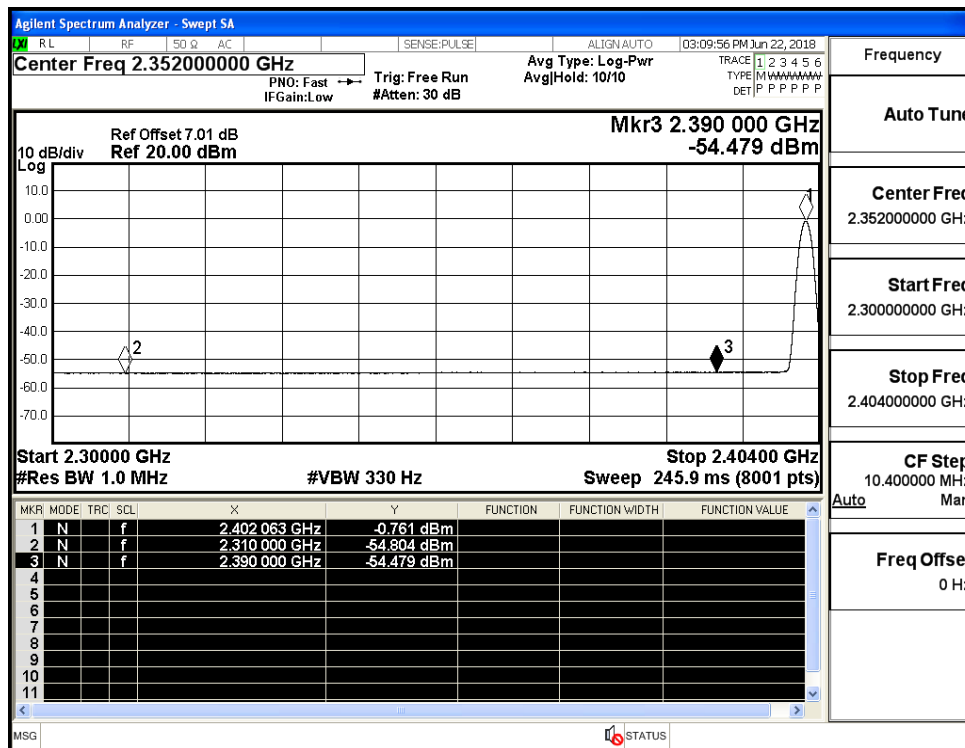 Agilent Spectrum Analyzer - Swept SA
LXI RL RF 50 Ω AC SENSE:PULSE ALIGN AUTO 03:09:56 PM Jun 22, 2018
Center Freq 2.352000000 GHz
PNO: Fast
IFGain:Low
Trig: Free Run
#Atten: 30 dB
Avg Type: Log-Pwr
Avg|Hold: 10/10
TRACE 1 2 3 4 5 6
TYPE M W W W W W
DET P P P P P P
Ref Offset 7.01 dB
10 dB/div Ref 20.00 dBm
Log
Mkr3 2.390 000 GHz
-54.479 dBm
10.0
0.00
-10.0
-20.0
-30.0
-40.0
-50.0
-60.0
-70.0
1
2
3
Start 2.30000 GHz Stop 2.40400 GHz
#Res BW 1.0 MHz #VBW 330 Hz Sweep 245.9 ms (8001 pts)
MKR MODE TRC SCL X Y FUNCTION FUNCTION WIDTH FUNCTION VALUE
1 N f 2.402 063 GHz -0.761 dBm
2 N f 2.310 000 GHz -54.804 dBm
3 N f 2.390 000 GHz -54.479 dBm
4
5
6
7
8
9
10
11
MSG STATUS
Frequency
Auto Tune
Center Freq
2.352000000 GHz
Start Freq
2.300000000 GHz
Stop Freq
2.404000000 GHz
CF Step
10.400000 MHz
Auto Man
Freq Offset
0 Hz